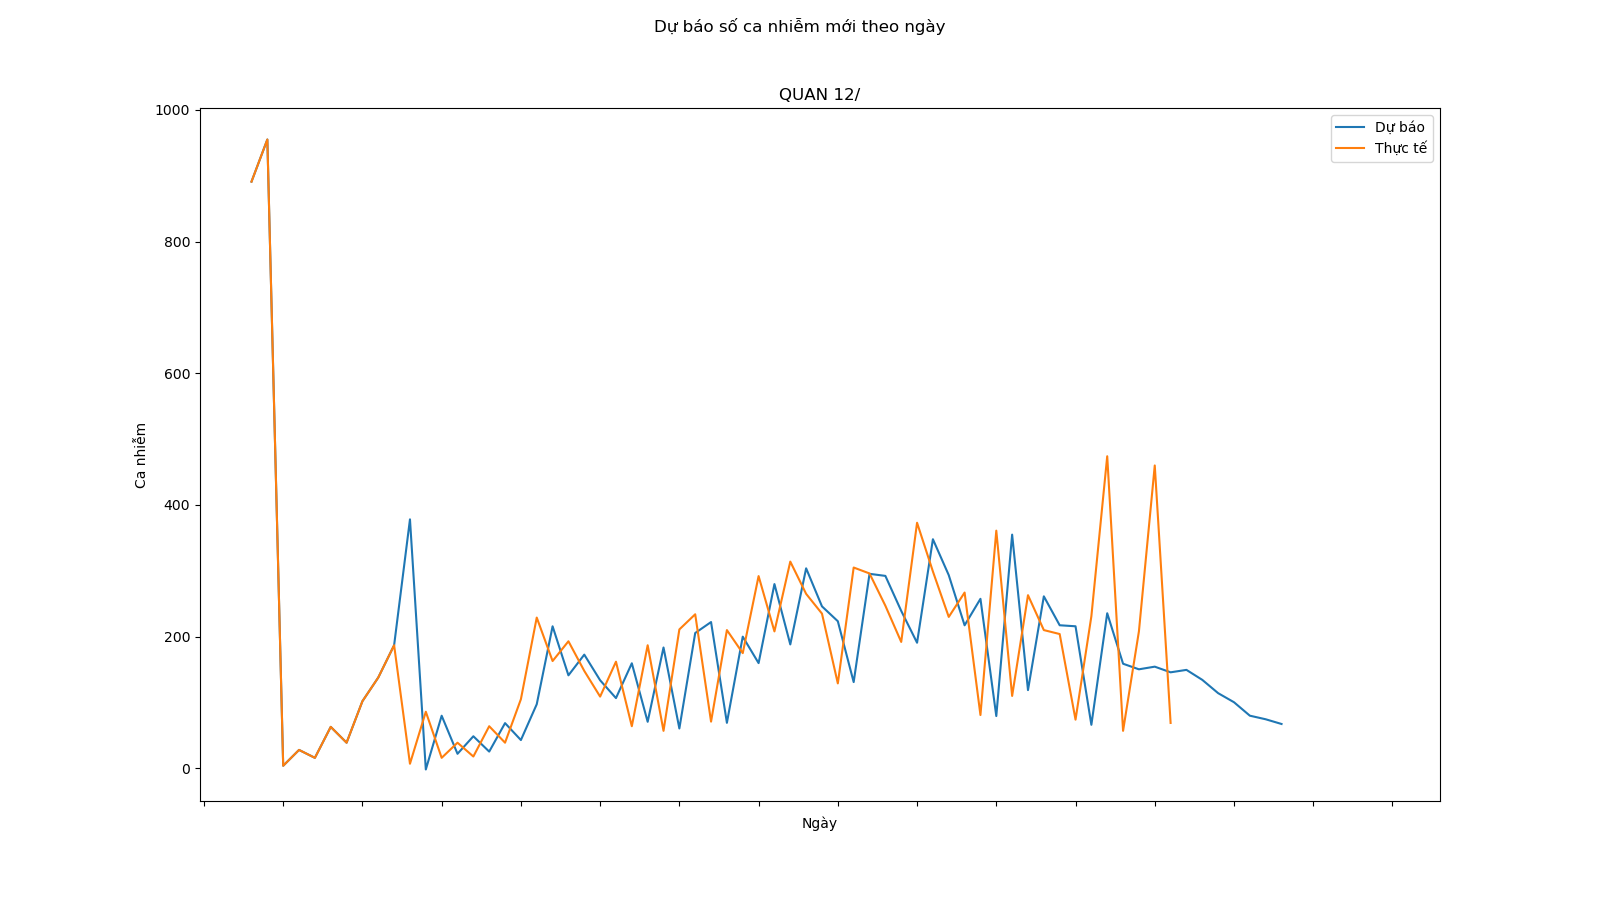 Dự báo số ca nhiễm mới theo ngày
QUAN 12/
Dự báo
Thực tế
1000
800
600
400
200
0
Ca nhiễm
Ngày